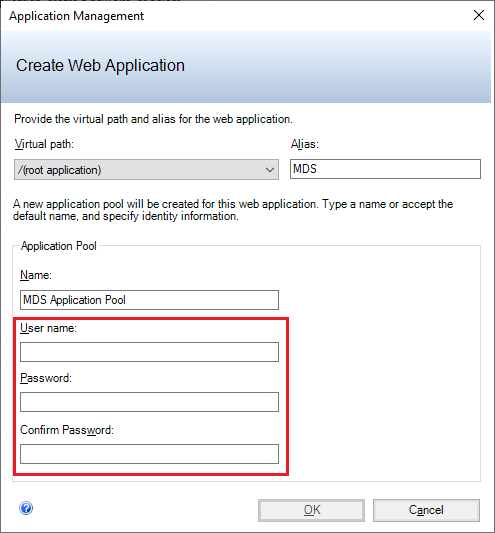 Application Management
Create Web Application
Provide the virtual path and alias for the web application.
Virtual path:
Alias:
/(root application)
MDS
A new application pool will be created for this web application. Type a name or accept the
default name, and specify identity information.
Application Pool
Name:
MDS Application Pool
User name:
Password:
Confirm Password:
?
OK
Cancel